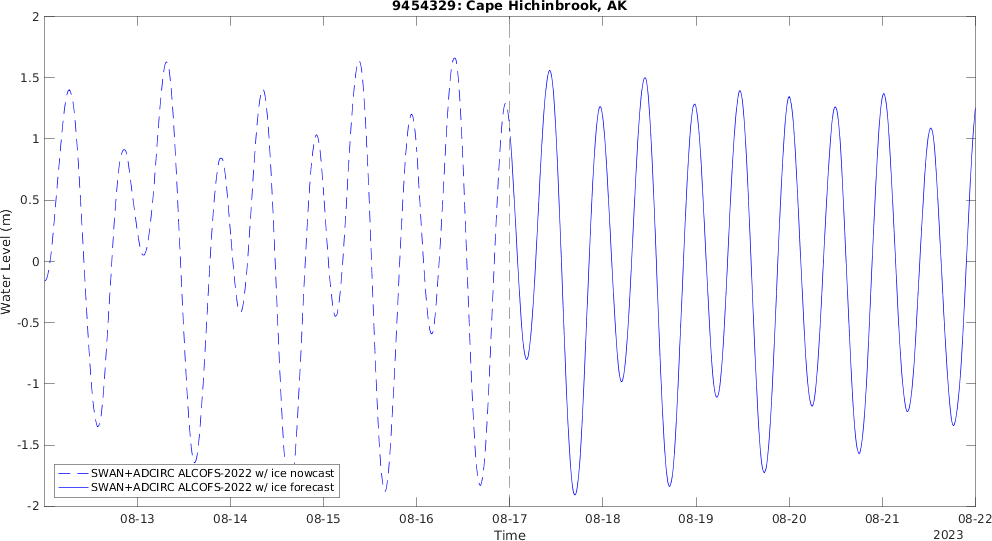 9454329: Cape Hichinbrook, AK
Water Level (m)
2
1.5
1
0.5
0
-0.5
-1
-1.5
-2
SWAN+ADCIRC ALCOFS-2022 w/ ice nowcast
SWAN+ADCIRC ALCOFS-2022 w/ ice forecast
08-13 08-14 08-15 08-16 08-17 08-18 08-19 08-20 08-21 08-22
Time
2023